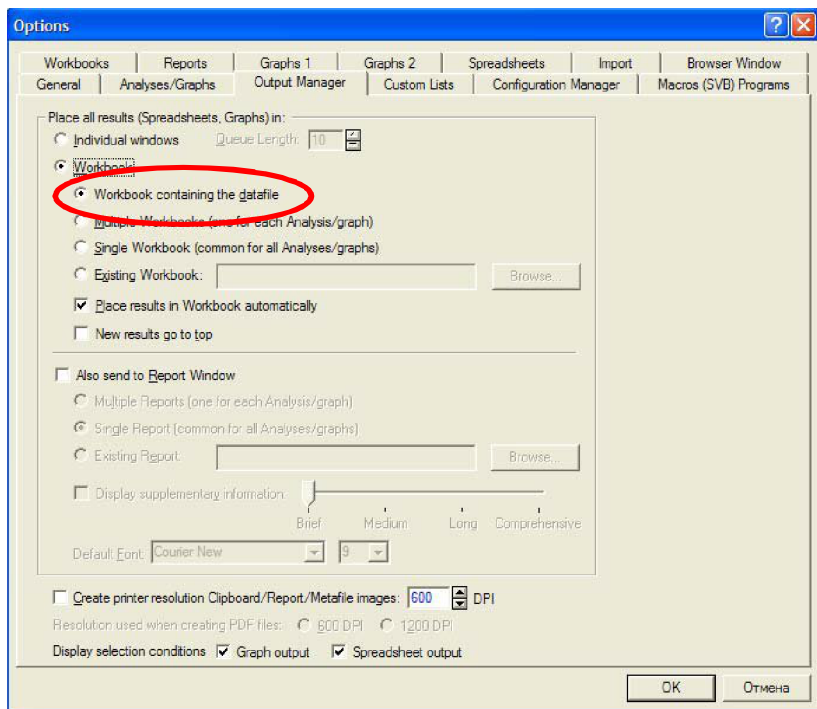 Options
Workbooks Reports Graphs 1 Graphs 2 Spreadsheets Import Browser Window
General Analyses/Graphs Output Manager Custom Lists Configuration Manager Macros (SVB) Programs
Place all results (Spreadsheets, Graphs) in:
Individual windows Queue Length: 10
Workbook
Workbook containing the datafile
Multiple Workbooks (one for each Analysis/graph)
Single Workbook (common for all Analyses/graphs)
Existing Workbook: Browse...
Place results in Workbook automatically
New results go to top
Also send to Report Window
Multiple Reports (one for each Analysis/graph)
Single Report (common for all Analyses/graphs)
Existing Report: Browse...
Display supplementary information:
Brief Medium Long Comprehensive
Default Font: Courier New 9
Create printer resolution Clipboard/Report/Metafile images: 600 DPI
Resolution used when creating PDF files: 600 DPI 1200 DPI
Display selection conditions Graph output Spreadsheet output
OK Отмена